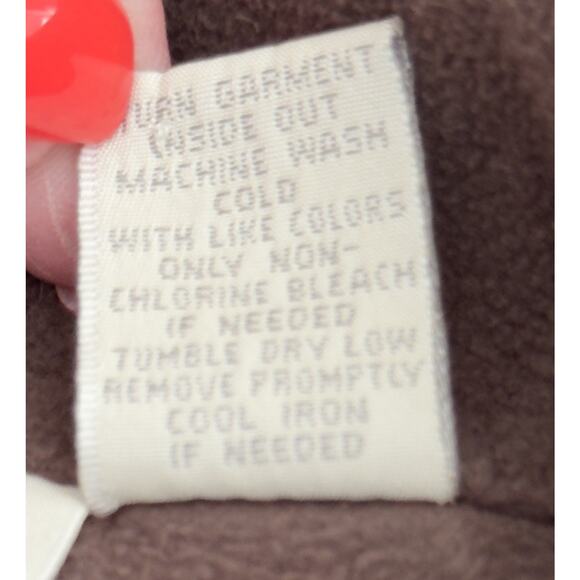 TURN GARMENT
INSIDE OUT
MACHINE WASH
COLD
WITH LIKE COLORS
ONLY NON-
CHLORINE BLEACH
IF NEEDED
TUMBLE DRY LOW
REMOVE PROMPTLY
COOL IRON
IF NEEDED